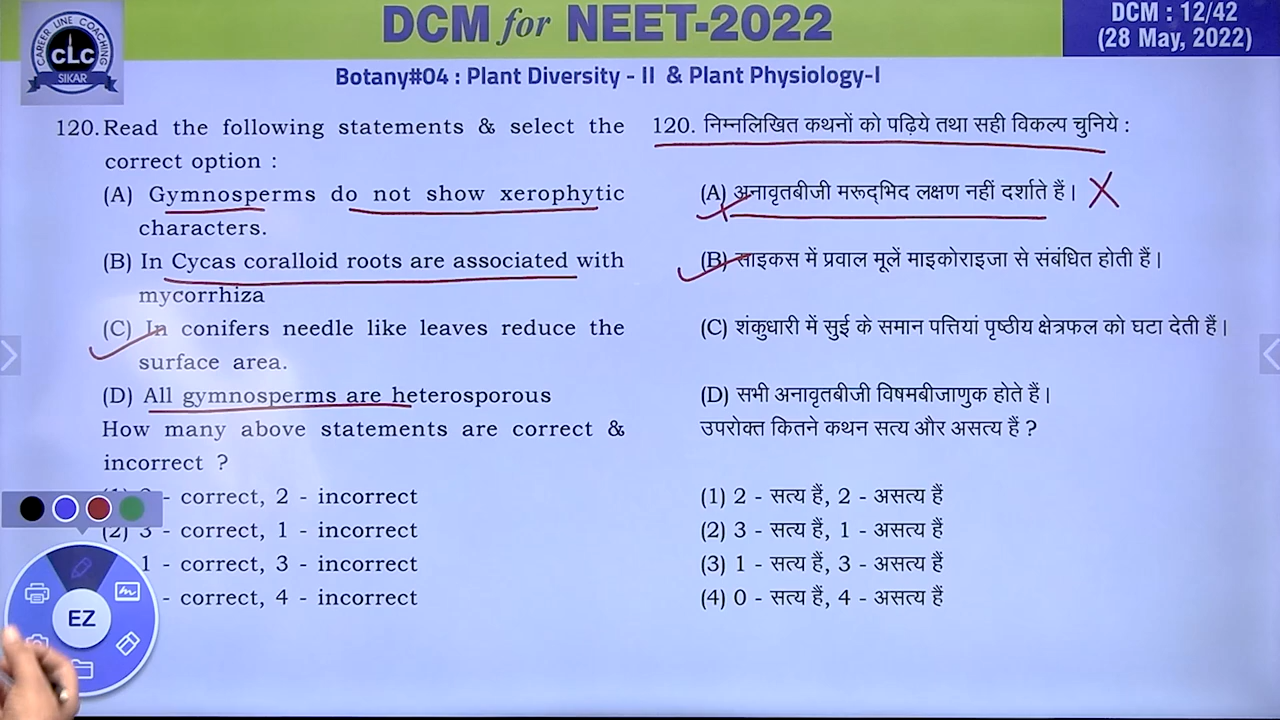 CAREER LINE COACHING
CLC
SIKAR
DCM for NEET-2022
DCM : 12/42
(28 May, 2022)
Botany#04 : Plant Diversity - II & Plant Physiology-I
120. Read the following statements & select the
correct option :
(A) Gymnosperms do not show xerophytic
characters.
(B) In Cycas coralloid roots are associated with
mycorrhiza
(C) In conifers needle like leaves reduce the
surface area.
(D) All gymnosperms are heterosporous
How many above statements are correct &
incorrect ?
- correct, 2 - incorrect
(2) 3 - correct, 1 - incorrect
1 - correct, 3 - incorrect
- correct, 4 - incorrect
EZ
120. निम्नलिखित कथनों को पढ़िये तथा सही विकल्प चुनिये :
(A) अनावृतबीजी मरूद्भिद लक्षण नहीं दर्शाते हैं।
(B) साइकस में प्रवाल मूलें माइकोराइजा से संबंधित होती हैं।
(C) शंकुधारी में सुई के समान पत्तियां पृष्ठीय क्षेत्रफल को घटा देती हैं।
(D) सभी अनावृतबीजी विषमबीजाणुक होते हैं।
उपरोक्त कितने कथन सत्य और असत्य हैं ?
(1) 2 - सत्य हैं, 2 - असत्य हैं
(2) 3 - सत्य हैं, 1 - असत्य हैं
(3) 1 - सत्य हैं, 3 - असत्य हैं
(4) 0 - सत्य हैं, 4 - असत्य हैं